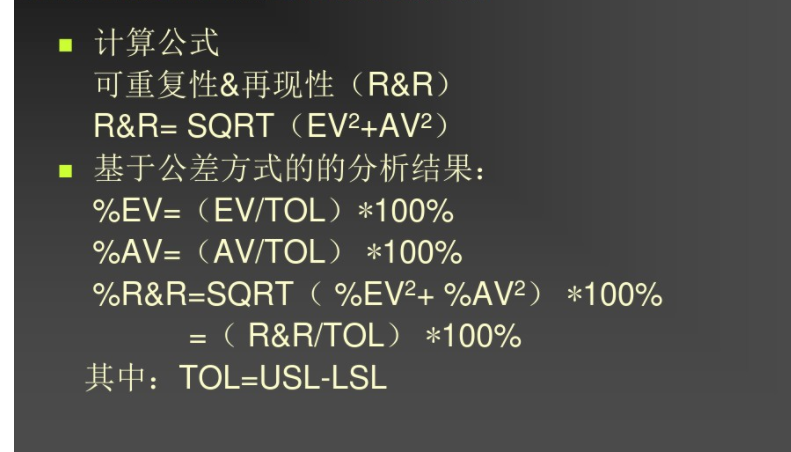 ■ 计算公式
可重复性&再现性（R&R）
R&R= SQRT（EV²+AV²）
■ 基于公差方式的的分析结果：
%EV=（EV/TOL）*100%
%AV=（AV/TOL） *100%
%R&R=SQRT（ %EV²+ %AV²） *100%
=（ R&R/TOL） *100%
其中：TOL=USL-LSL